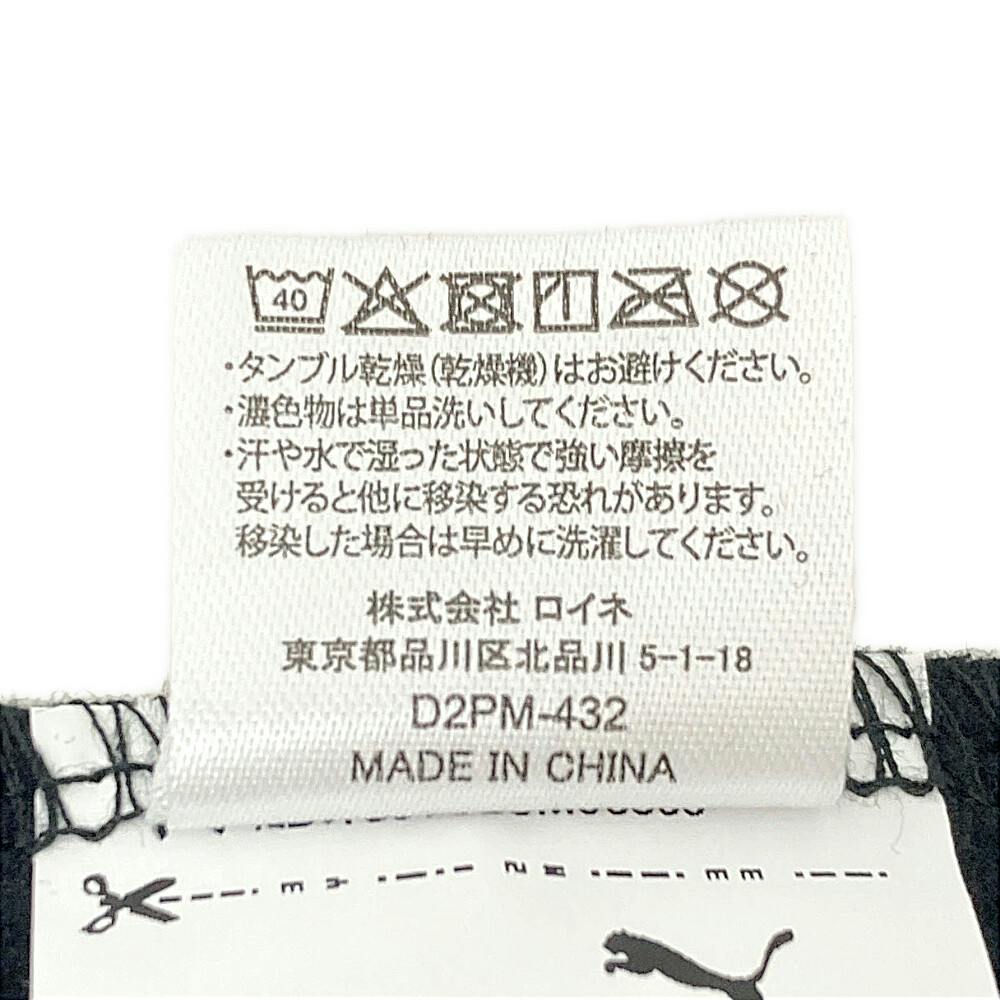 40
・タンブル乾燥(乾燥機)はお避けください。
・濃色物は単品洗いしてください。
・汗や水で湿った状態で強い摩擦を
受けると他に移染する恐れがあります。
移染した場合は早めに洗濯してください。
株式会社 ロイネ
東京都品川区北品川 5-1-18
D2PM-432
MADE IN CHINA